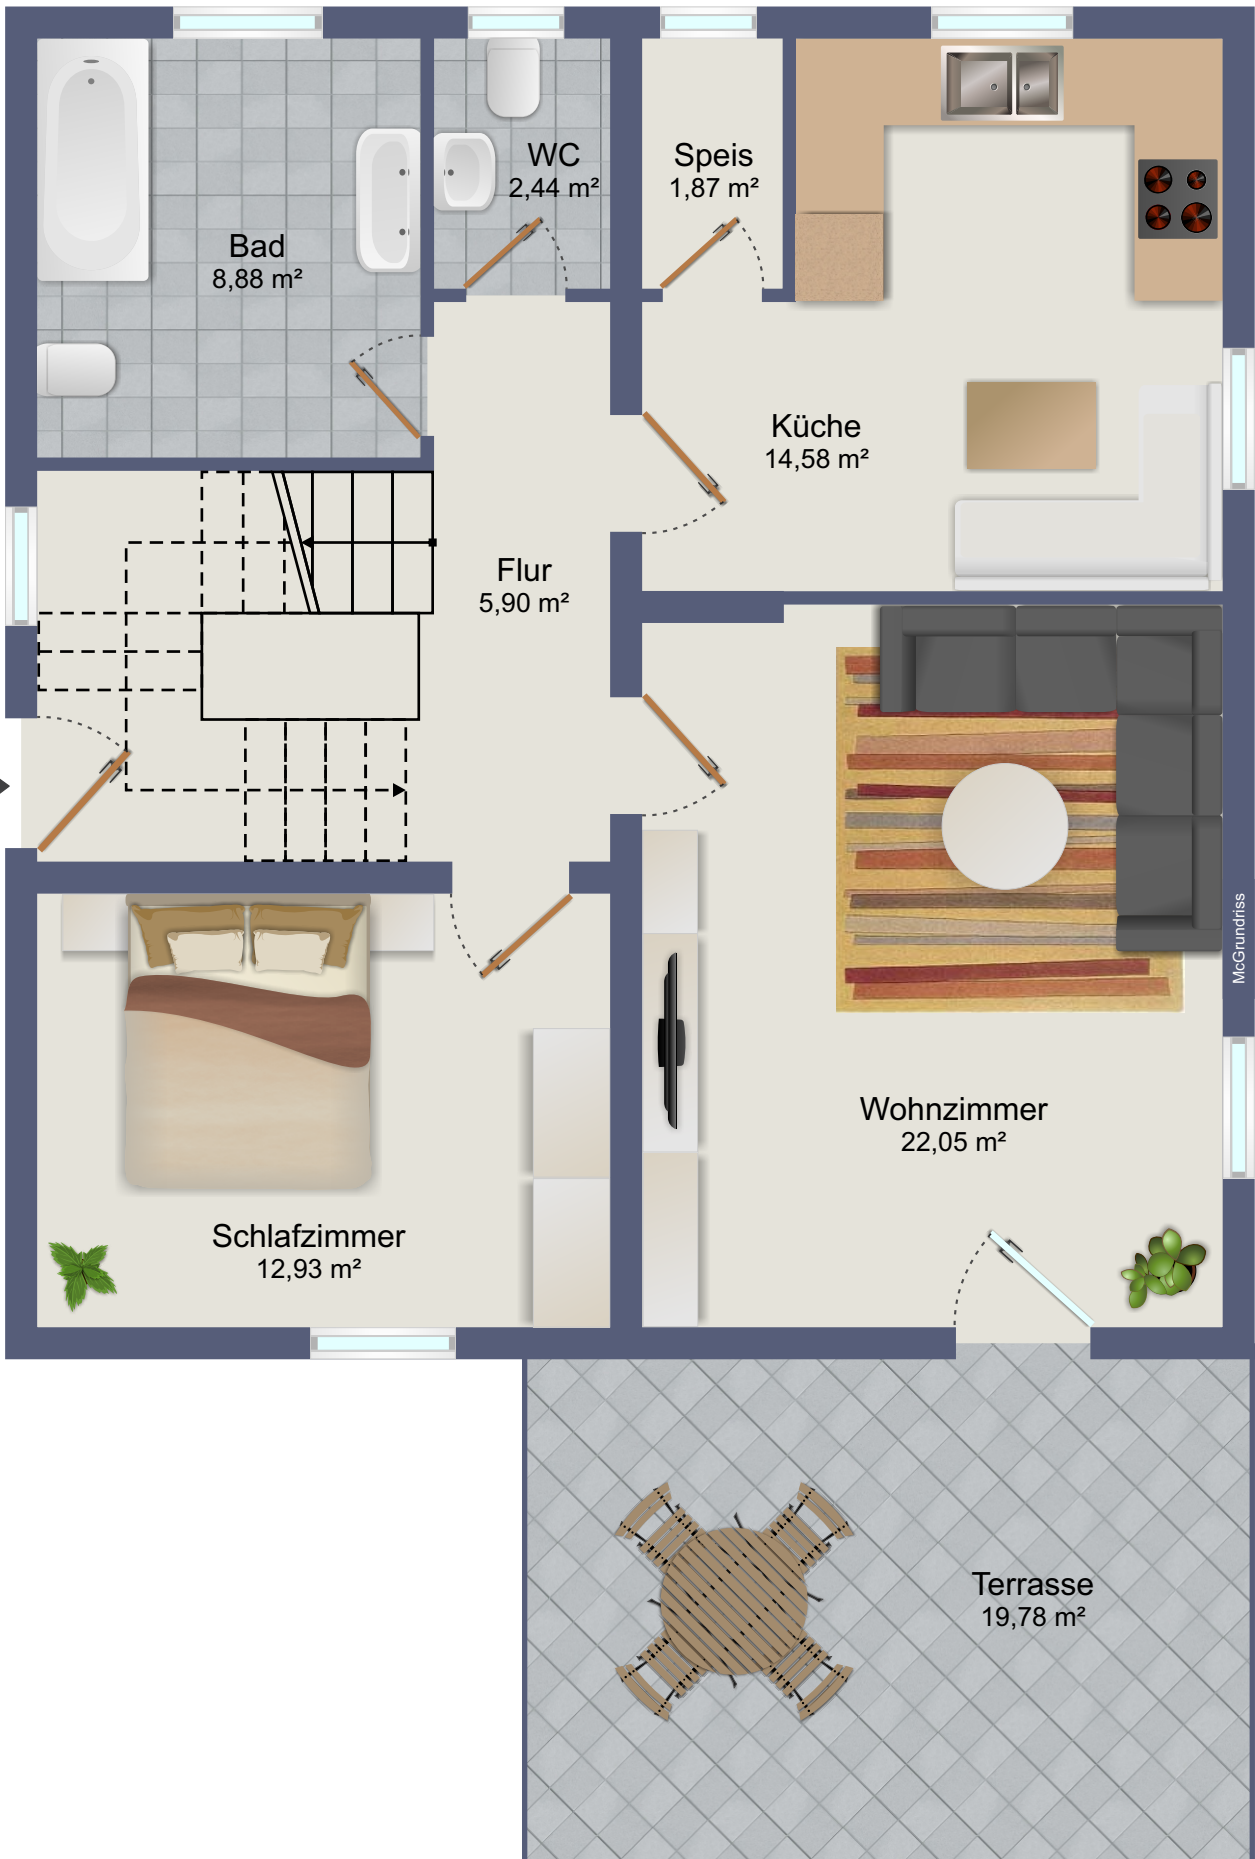 WC
2,44 m²
Speis
1,87 m²
Bad
8,88 m²
Küche
14,58 m²
Flur
5,90 m²
McGrundriss
Wohnzimmer
22,05 m²
Schlafzimmer
12,93 m²
Terrasse
19,78 m²